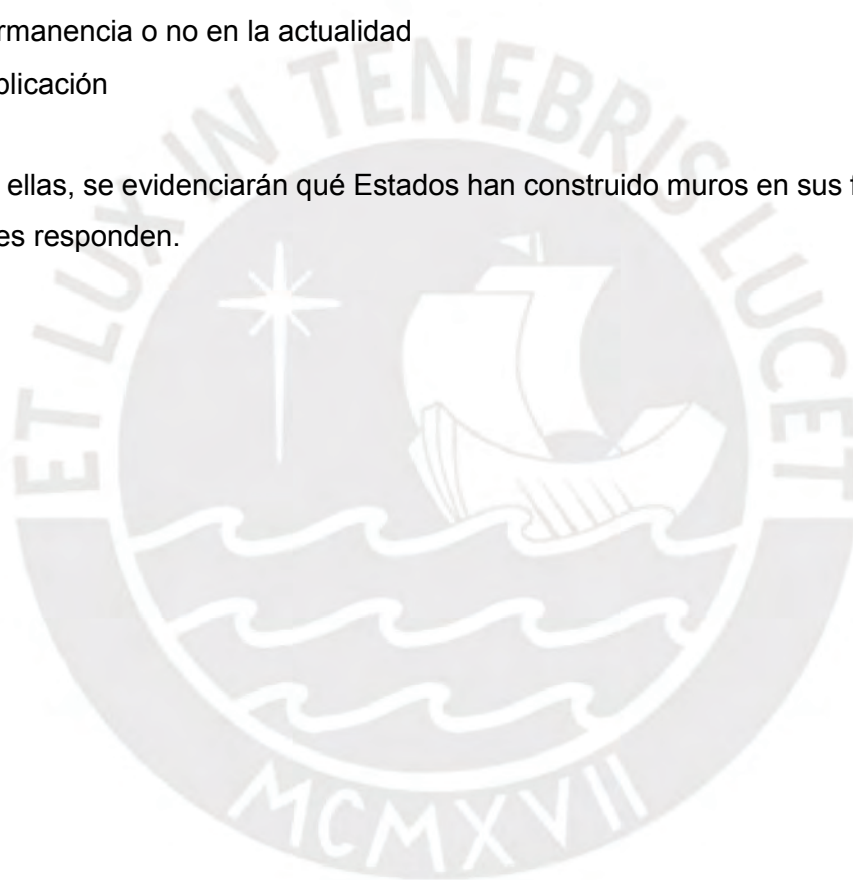 rmanencia o no en la actualidad
plicación
ellas, se evidenciarán qué Estados han construido muros en sus f
es responden.
ET LUX IN TENEBRIS LUCET
MCMXVII